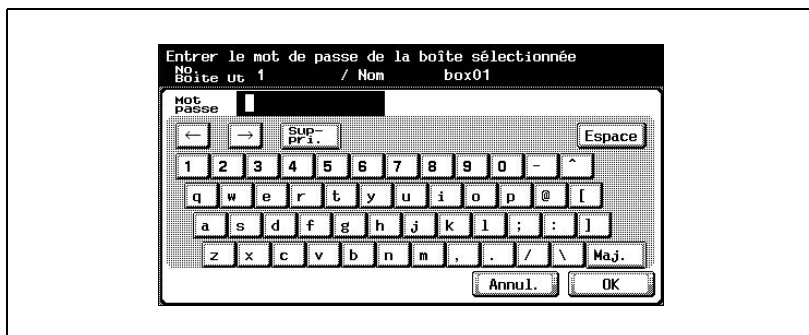 Entrer le mot de passe de la boîte sélectionnée
No.
Boîte Ut 1 / Nom box01
Mot
passe
← → Sup-
pri. Espace
1 2 3 4 5 6 7 8 9 0 - ^
q w e r t y u i o p @ [
a s d f g h j k l ; : ]
z x c v b n m , . / \ Maj.
Annul. OK